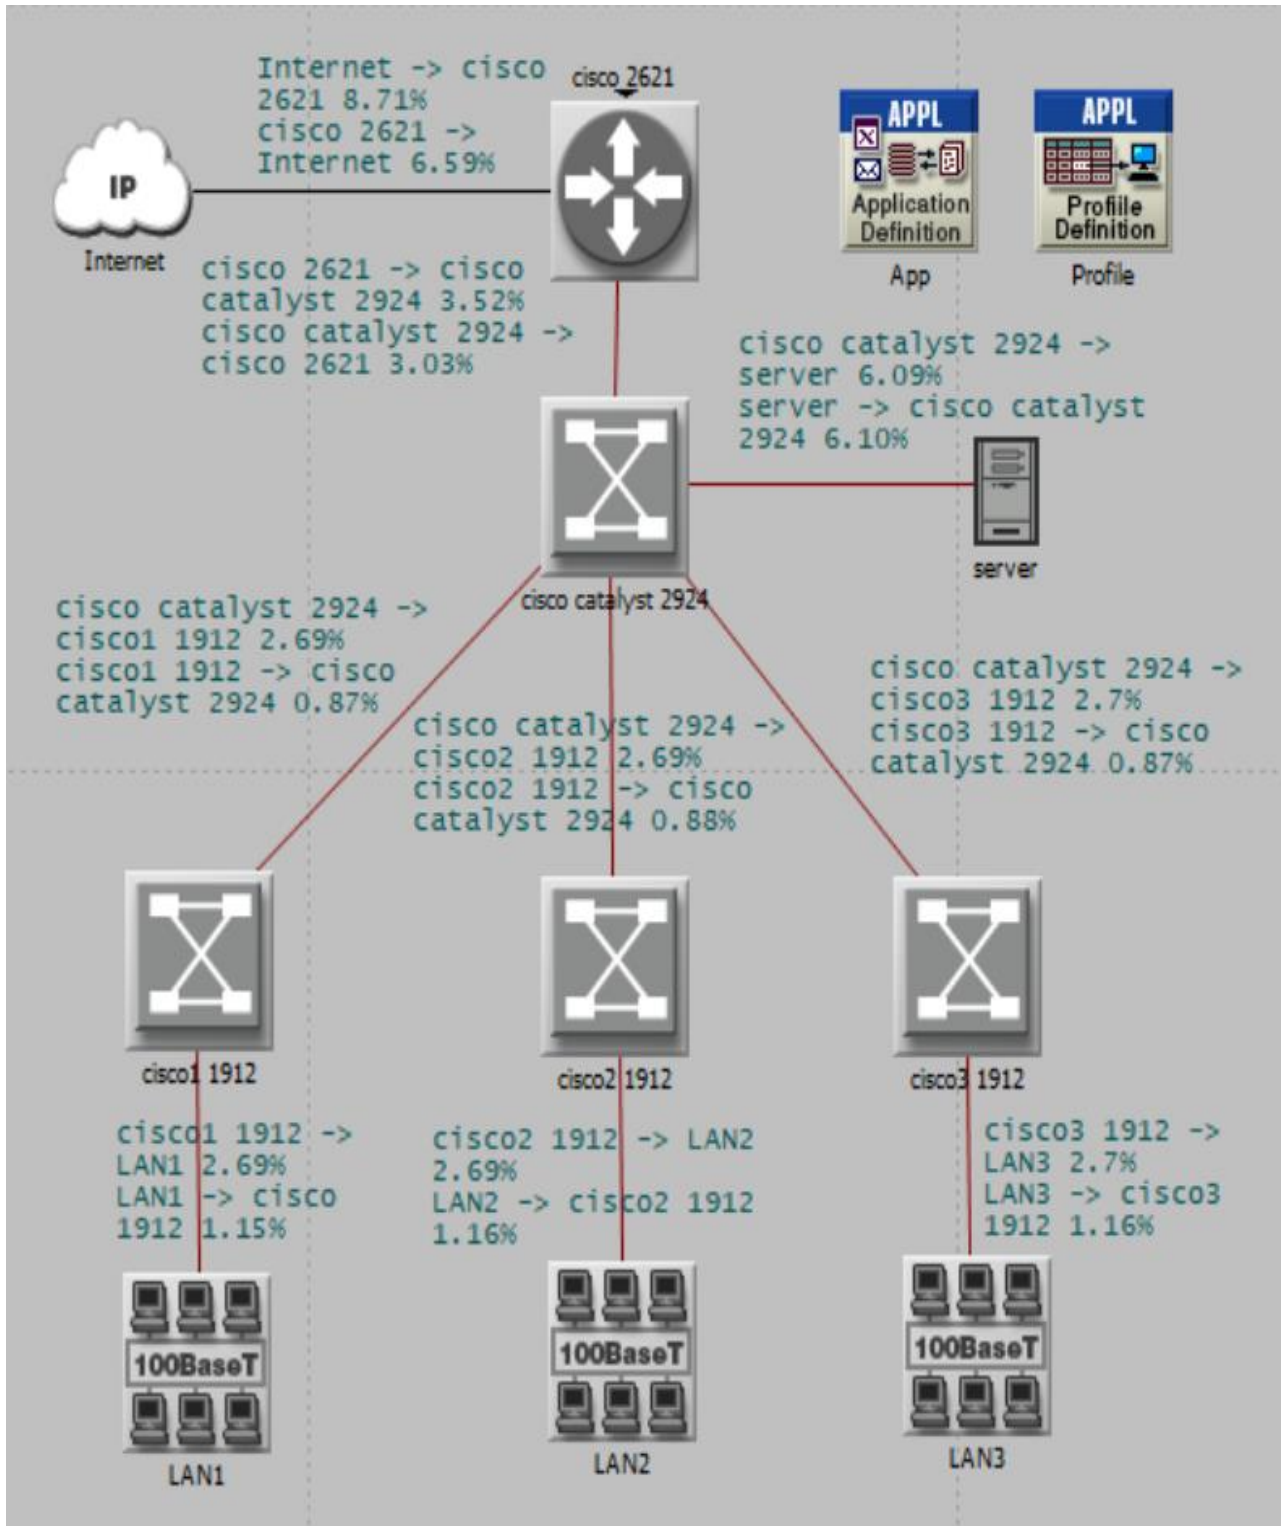 Internet -> cisco
2621 8.71%
cisco 2621 ->
Internet 6.59%
cisco 2621
APPL
Application
Definition
App
APPL
Profiile
Definition
Profile
IP
Internet
cisco 2621 -> cisco
catalyst 2924 3.52%
cisco catalyst 2924 ->
cisco 2621 3.03%
cisco catalyst 2924 ->
server 6.09%
server -> cisco catalyst
2924 6.10%
server
cisco catalyst 2924
cisco catalyst 2924 ->
cisco1 1912 2.69%
cisco1 1912 -> cisco
catalyst 2924 0.87%
cisco catalyst 2924 ->
cisco2 1912 2.69%
cisco2 1912 -> cisco
catalyst 2924 0.88%
cisco catalyst 2924 ->
cisco3 1912 2.7%
cisco3 1912 -> cisco
catalyst 2924 0.87%
cisco1 1912
cisco2 1912
cisco3 1912
cisco1 1912 ->
LAN1 2.69%
LAN1 -> cisco
1912 1.15%
cisco2 1912 -> LAN2
2.69%
LAN2 -> cisco2 1912
1.16%
cisco3 1912 ->
LAN3 2.7%
LAN3 -> cisco3
1912 1.16%
100BaseT
LAN1
100BaseT
LAN2
100BaseT
LAN3